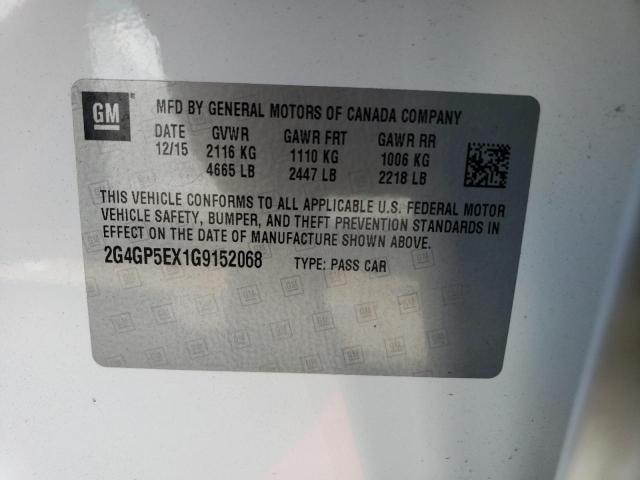 GM
MFD BY GENERAL MOTORS OF CANADA COMPANY
DATE GVWR GAWR FRT GAWR RR
12/15 2116 KG 1110 KG 1006 KG
4665 LB 2447 LB 2218 LB
THIS VEHICLE CONFORMS TO ALL APPLICABLE U.S. FEDERAL MOTOR
VEHICLE SAFETY, BUMPER, AND THEFT PREVENTION STANDARDS IN
EFFECT ON THE DATE OF MANUFACTURE SHOWN ABOVE.
2G4GP5EX1G9152068 TYPE: PASS CAR